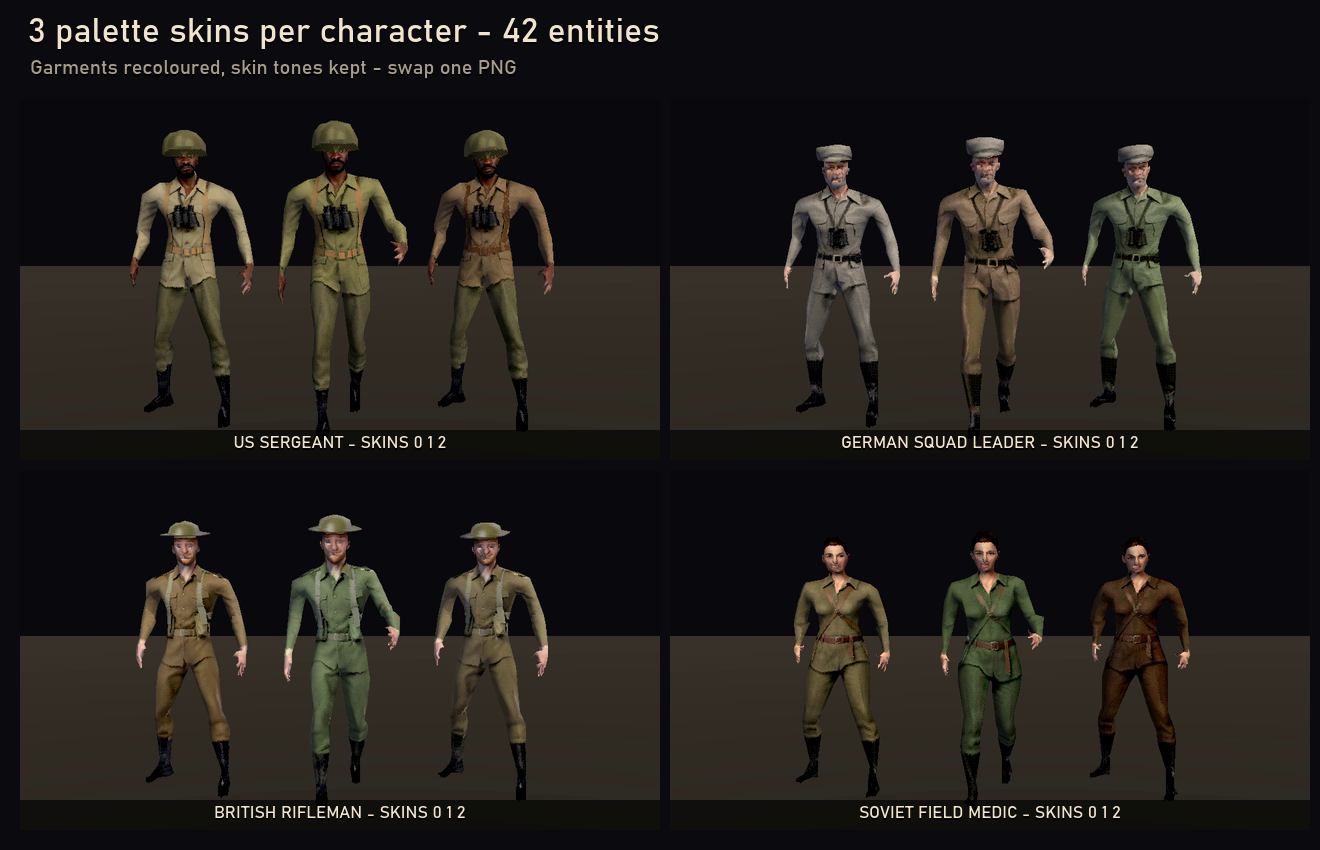 3 palette skins per character - 42 entities
Garments recoloured, skin tones kept - swap one PNG
US SERGEANT - SKINS 0 1 2
GERMAN SQUAD LEADER - SKINS 0 1 2
BRITISH RIFLEMAN - SKINS 0 1 2
SOVIET FIELD MEDIC - SKINS 0 1 2